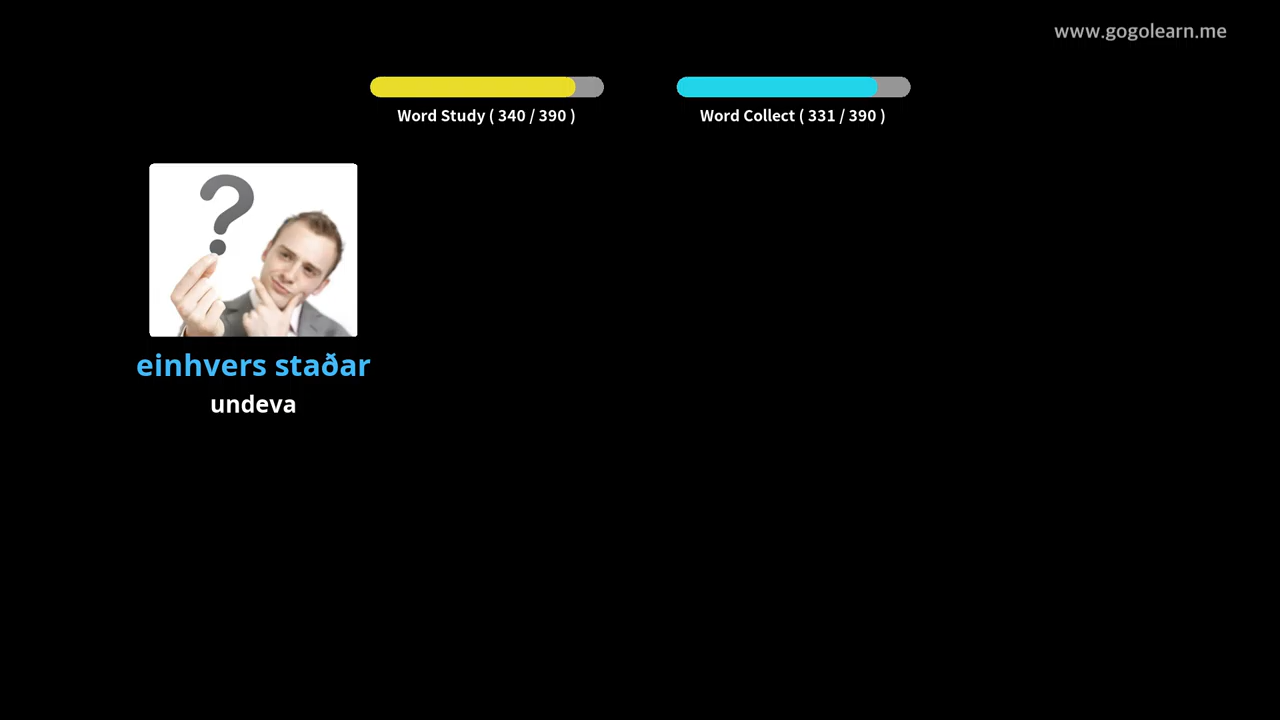 www.gogolearn.me
Word Study ( 340 / 390 )
Word Collect ( 331 / 390 )
?
einhvers staðar
undeva